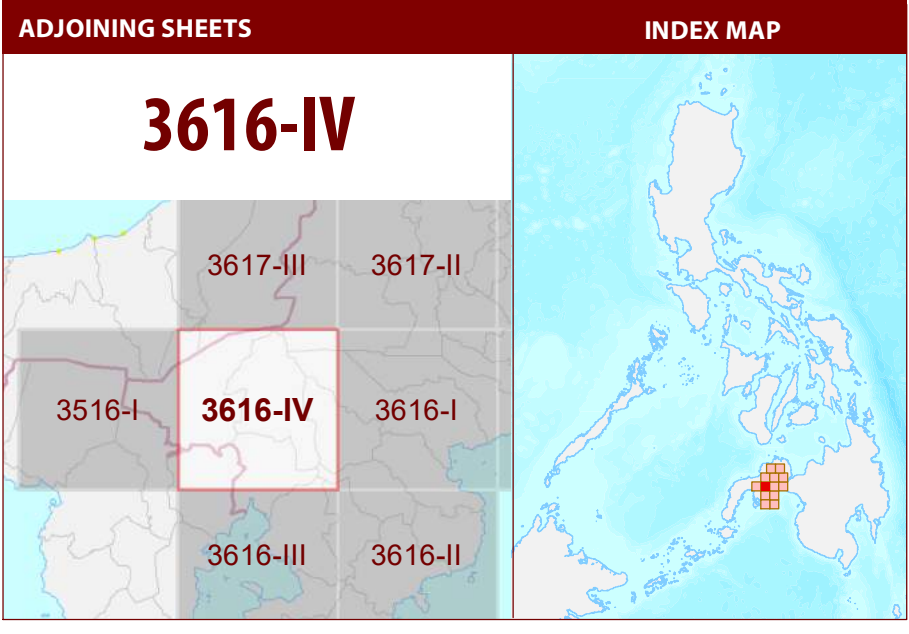 ADJOINING SHEETS
INDEX MAP
3616-IV
3617-III
3617-II
3516-I
3616-IV
3616-I
3616-III
3616-II